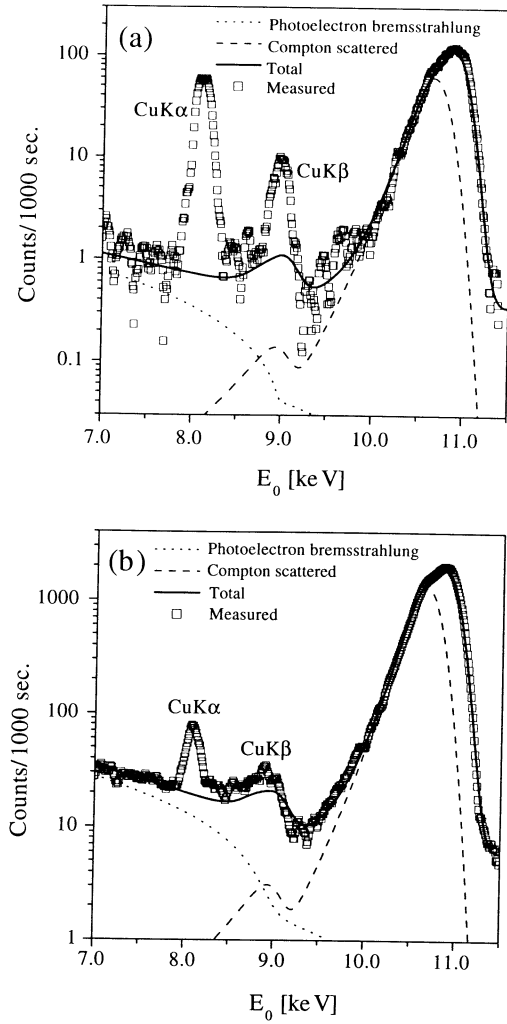 (a)
Photoelectron bremsstrahlung
Compton scattered
Total
Measured
CuKα
CuKβ
Counts/1000 sec.
100
10
1
0.1
7.0 8.0 9.0 10.0 11.0
E0 [keV]
(b)
Photoelectron bremsstrahlung
Compton scattered
Total
Measured
CuKα
CuKβ
Counts/1000 sec.
1000
100
10
1
7.0 8.0 9.0 10.0 11.0
E0 [keV]